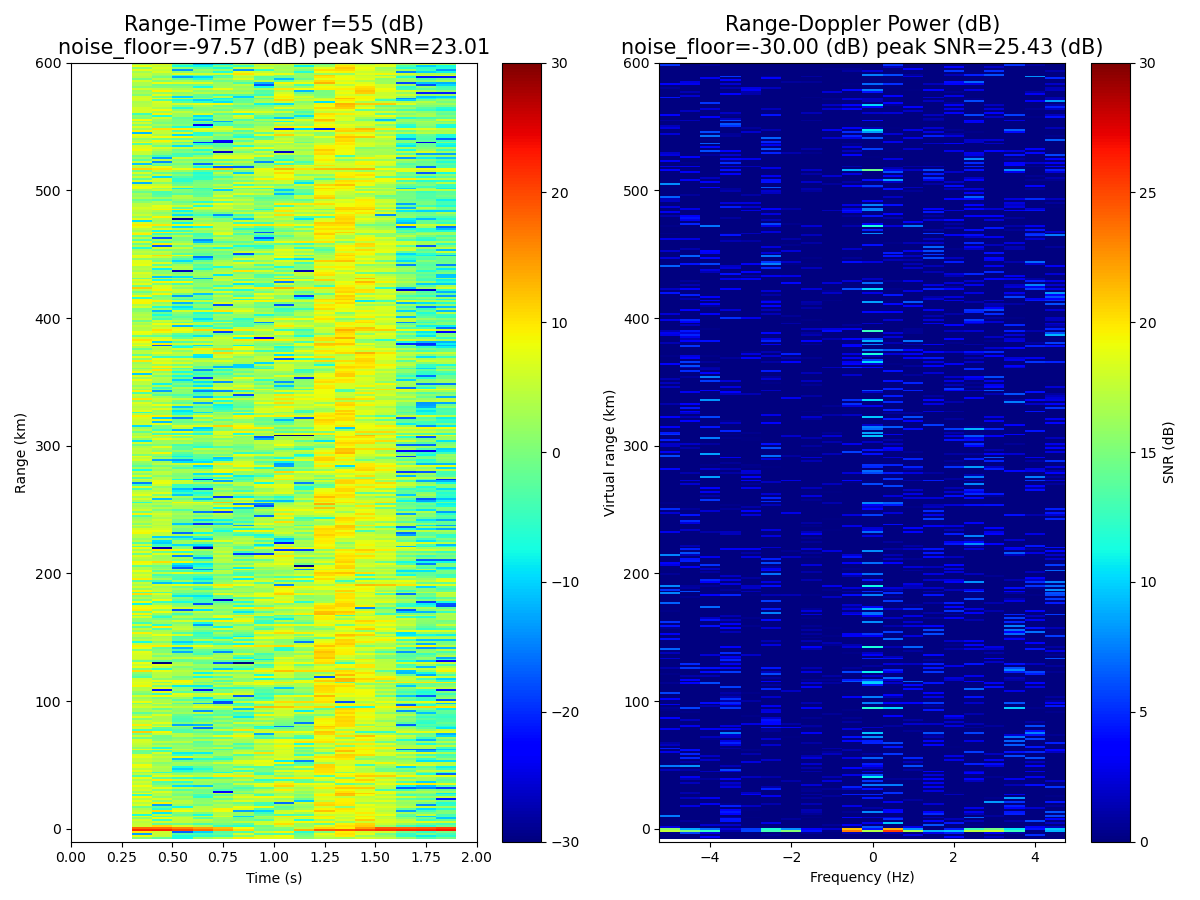 Range-Time Power f=55 (dB)
noise_floor=-97.57 (dB) peak SNR=23.01
600
500
400
300
200
100
0
Range (km)
0.00 0.25 0.50 0.75 1.00 1.25 1.50 1.75 2.00
Time (s)
30
20
10
0
−10
−20
−30
Range-Doppler Power (dB)
noise_floor=-30.00 (dB) peak SNR=25.43 (dB)
600
500
400
300
200
100
0
Virtual range (km)
−4 −2 0 2 4
Frequency (Hz)
30
25
20
15
10
5
0
SNR (dB)